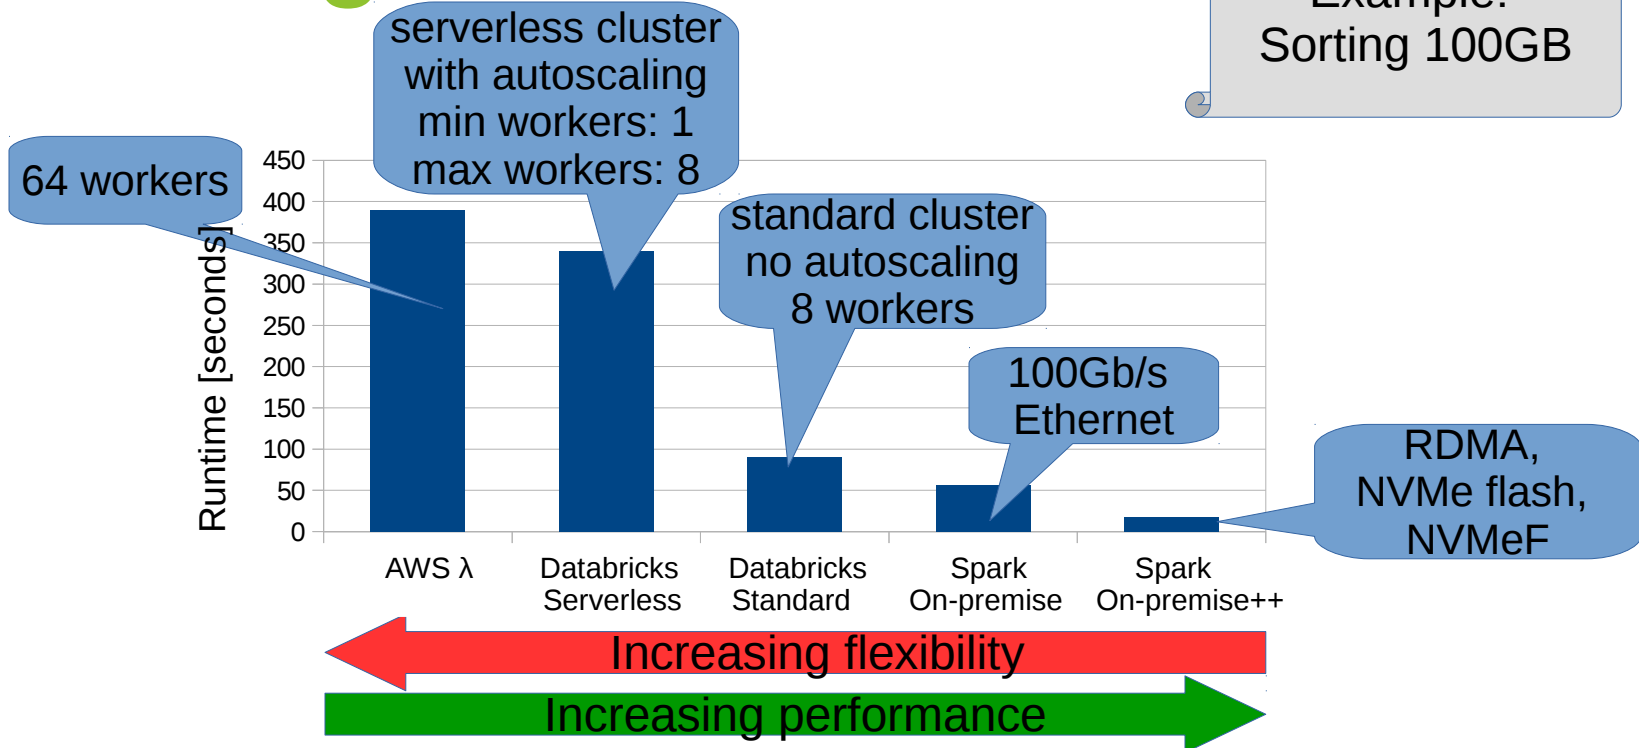 Example:
Sorting 100GB
serverless cluster
with autoscaling
min workers: 1
max workers: 8
64 workers
standard cluster
no autoscaling
8 workers
100Gb/s
Ethernet
RDMA,
NVMe flash,
NVMeF
Runtime [seconds]
450
400
350
300
250
200
150
100
50
0
AWS λ
Databricks
Serverless
Databricks
Standard
Spark
On-premise
Spark
On-premise++
Increasing flexibility
Increasing performance